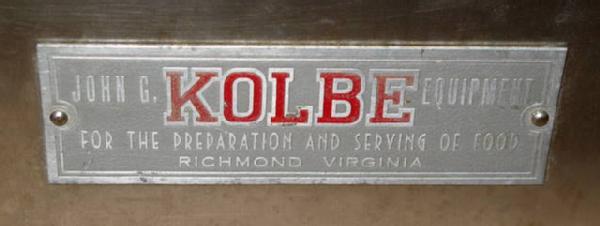 JOHN G. KOLBE EQUIPMENT
FOR THE PREPARATION AND SERVING OF FOOD
RICHMOND VIRGINIA